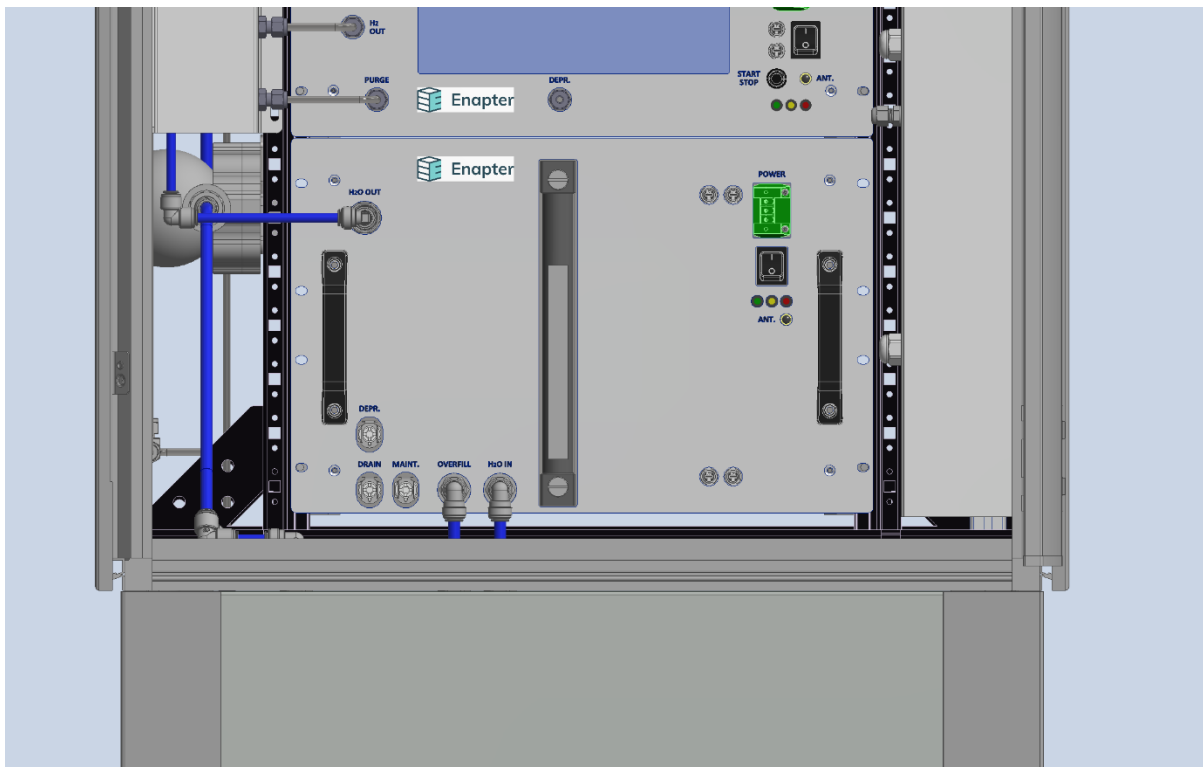 H₂
OUT
PURGE
Enapter
DEPR.
START
STOP
ANT.
Enapter
H₂O OUT
POWER
ANT.
DEPR.
DRAIN
MAINT.
OVERFILL
H₂O IN